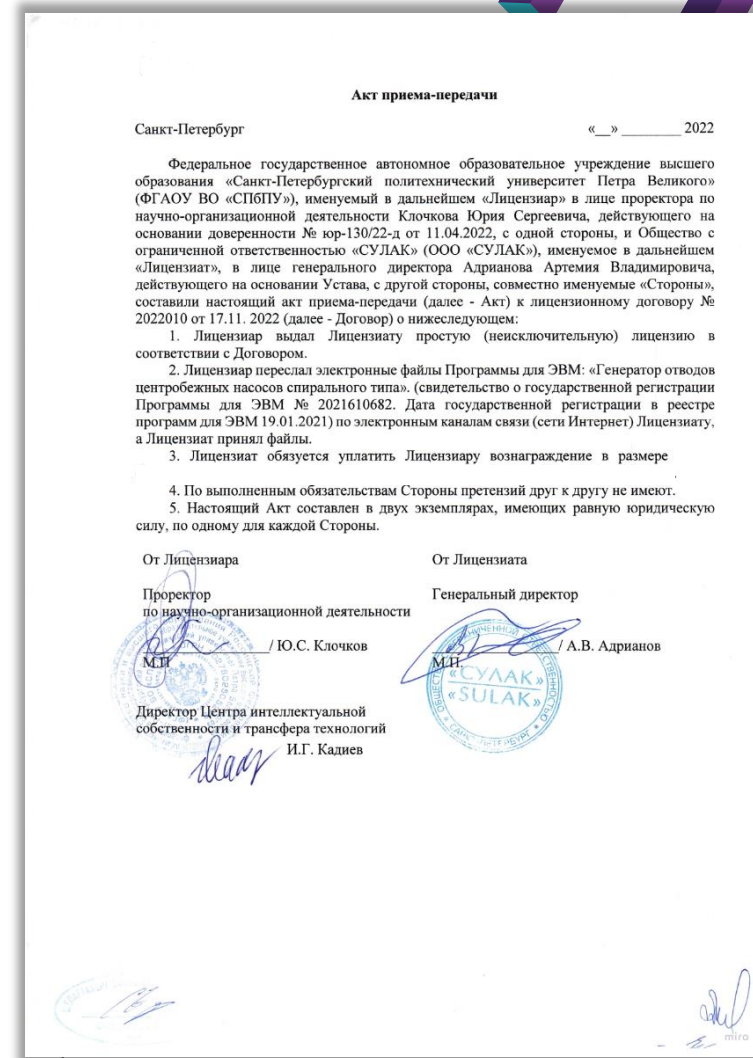 Акт приема-передачи
Санкт-Петербург «__» _________ 2022
Федеральное государственное автономное образовательное учреждение высшего
образования «Санкт-Петербургский политехнический университет Петра Великого»
(ФГАОУ ВО «СПбПУ»), именуемый в дальнейшем «Лицензиар» в лице проректора по
научно-организационной деятельности Клочкова Юрия Сергеевича, действующего на
основании доверенности № юр-130/22-д от 11.04.2022, с одной стороны, и Общество с
ограниченной ответственностью «СУЛАК» (ООО «СУЛАК»), именуемое в дальнейшем
«Лицензиат», в лице генерального директора Адрианова Артемия Владимировича,
действующего на основании Устава, с другой стороны, совместно именуемые «Стороны»,
составили настоящий акт приема-передачи (далее - Акт) к лицензионному договору №
2022010 от 17.11. 2022 (далее - Договор) о нижеследующем:
1. Лицензиар выдал Лицензиату простую (неисключительную) лицензию в
соответствии с Договором.
2. Лицензиар переслал электронные файлы Программы для ЭВМ: «Генератор отводов
центробежных насосов спирального типа». (свидетельство о государственной регистрации
Программы для ЭВМ № 2021610682. Дата государственной регистрации в реестре
программ для ЭВМ 19.01.2021) по электронным каналам связи (сети Интернет) Лицензиату,
а Лицензиат принял файлы.
3. Лицензиат обязуется уплатить Лицензиару вознаграждение в размере
4. По выполненным обязательствам Стороны претензий друг к другу не имеют.
5. Настоящий Акт составлен в двух экземплярах, имеющих равную юридическую
силу, по одному для каждой Стороны.
От Лицензиара От Лицензиата
Проректор Генеральный директор
по научно-организационной деятельности
/ Ю.С. Клочков / А.В. Адрианов
М.П М.П.
«СУЛАК»
«SULAK»
САНКТ-ПЕТЕРБУРГ
Директор Центра интеллектуальной
собственности и трансфера технологий
И.Г. Кадиев
miro